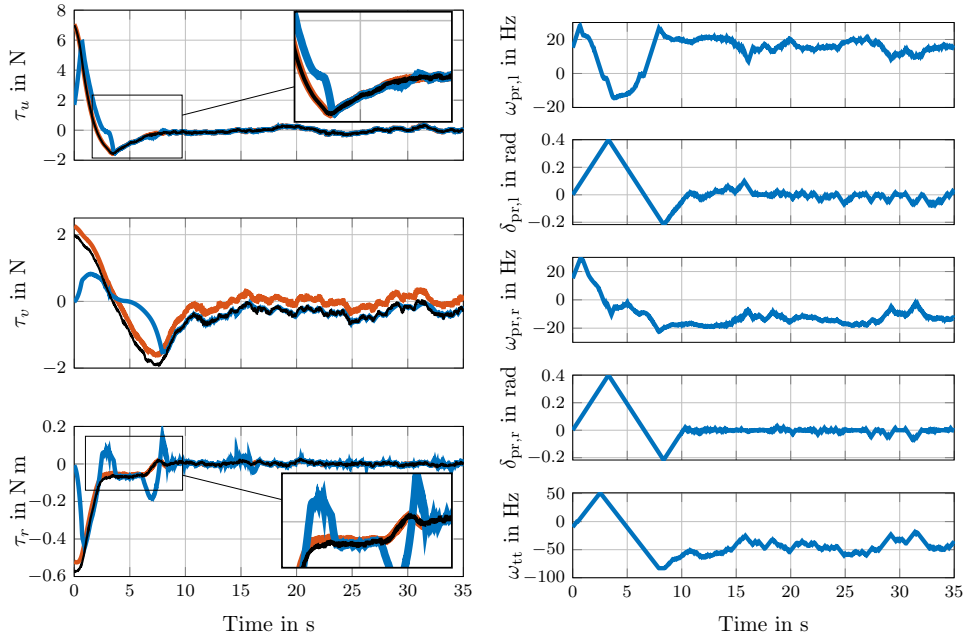 8
6
4
2
0
−2
τu in N
2
0
−2
τv in N
0.2
0
−0.2
−0.4
−0.6
τr in N m
0 5 10 15 20 25 30 35
Time in s
20
0
−20
ωpr,l in Hz
0.4
0.2
0
−0.2
δpr,l in rad
20
0
−20
ωpr,r in Hz
0.4
0.2
0
−0.2
δpr,r in rad
50
0
−50
−100
ωtt in Hz
0 5 10 15 20 25 30 35
Time in s